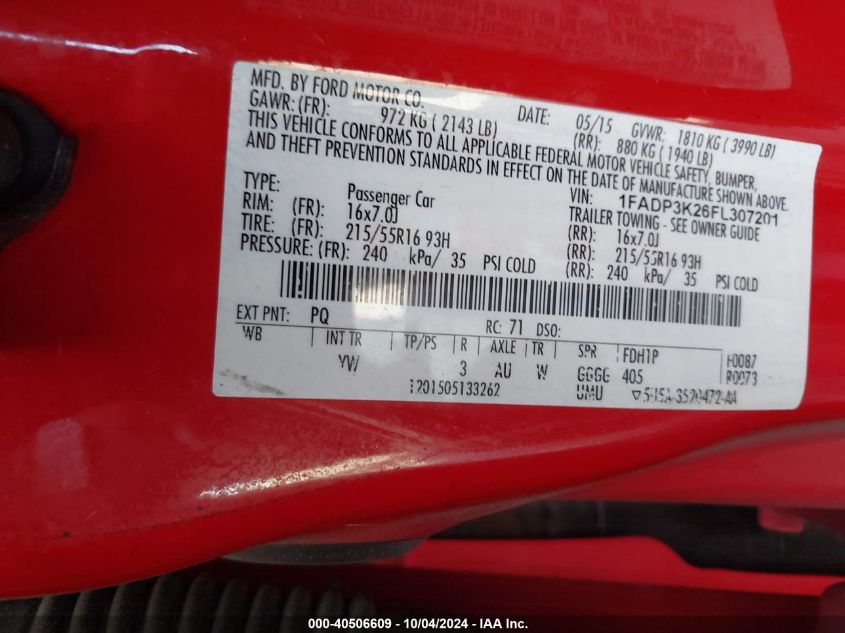 MFD. BY FORD MOTOR CO.
DATE: 05/15 GVWR: 1810 KG ( 3990 LB)
GAWR: (FR): 972 KG ( 2143 LB) (RR): 880 KG ( 1940 LB)
THIS VEHICLE CONFORMS TO ALL APPLICABLE FEDERAL MOTOR VEHICLE SAFETY, BUMPER,
AND THEFT PREVENTION STANDARDS IN EFFECT ON THE DATE OF MANUFACTURE SHOWN ABOVE.
VIN: 1FADP3K26FL307201
TYPE: Passenger Car TRAILER TOWING - SEE OWNER GUIDE
RIM: (FR): 16x7.0J (RR): 16x7.0J
TIRE: (FR): 215/55R16 93H (RR): 215/55R16 93H
PRESSURE: (FR): 240 kPa/ 35 PSI COLD (RR): 240 kPa/ 35 PSI COLD
EXT PNT: PQ RC: 71 DSO:
WB INT TR TP/PS R AXLE TR SPR FDH1P F0087
YW 3 AU W GGGG 405 R0073
201505133262 UMU
000-40506609 - 10/04/2024 - IAA Inc.